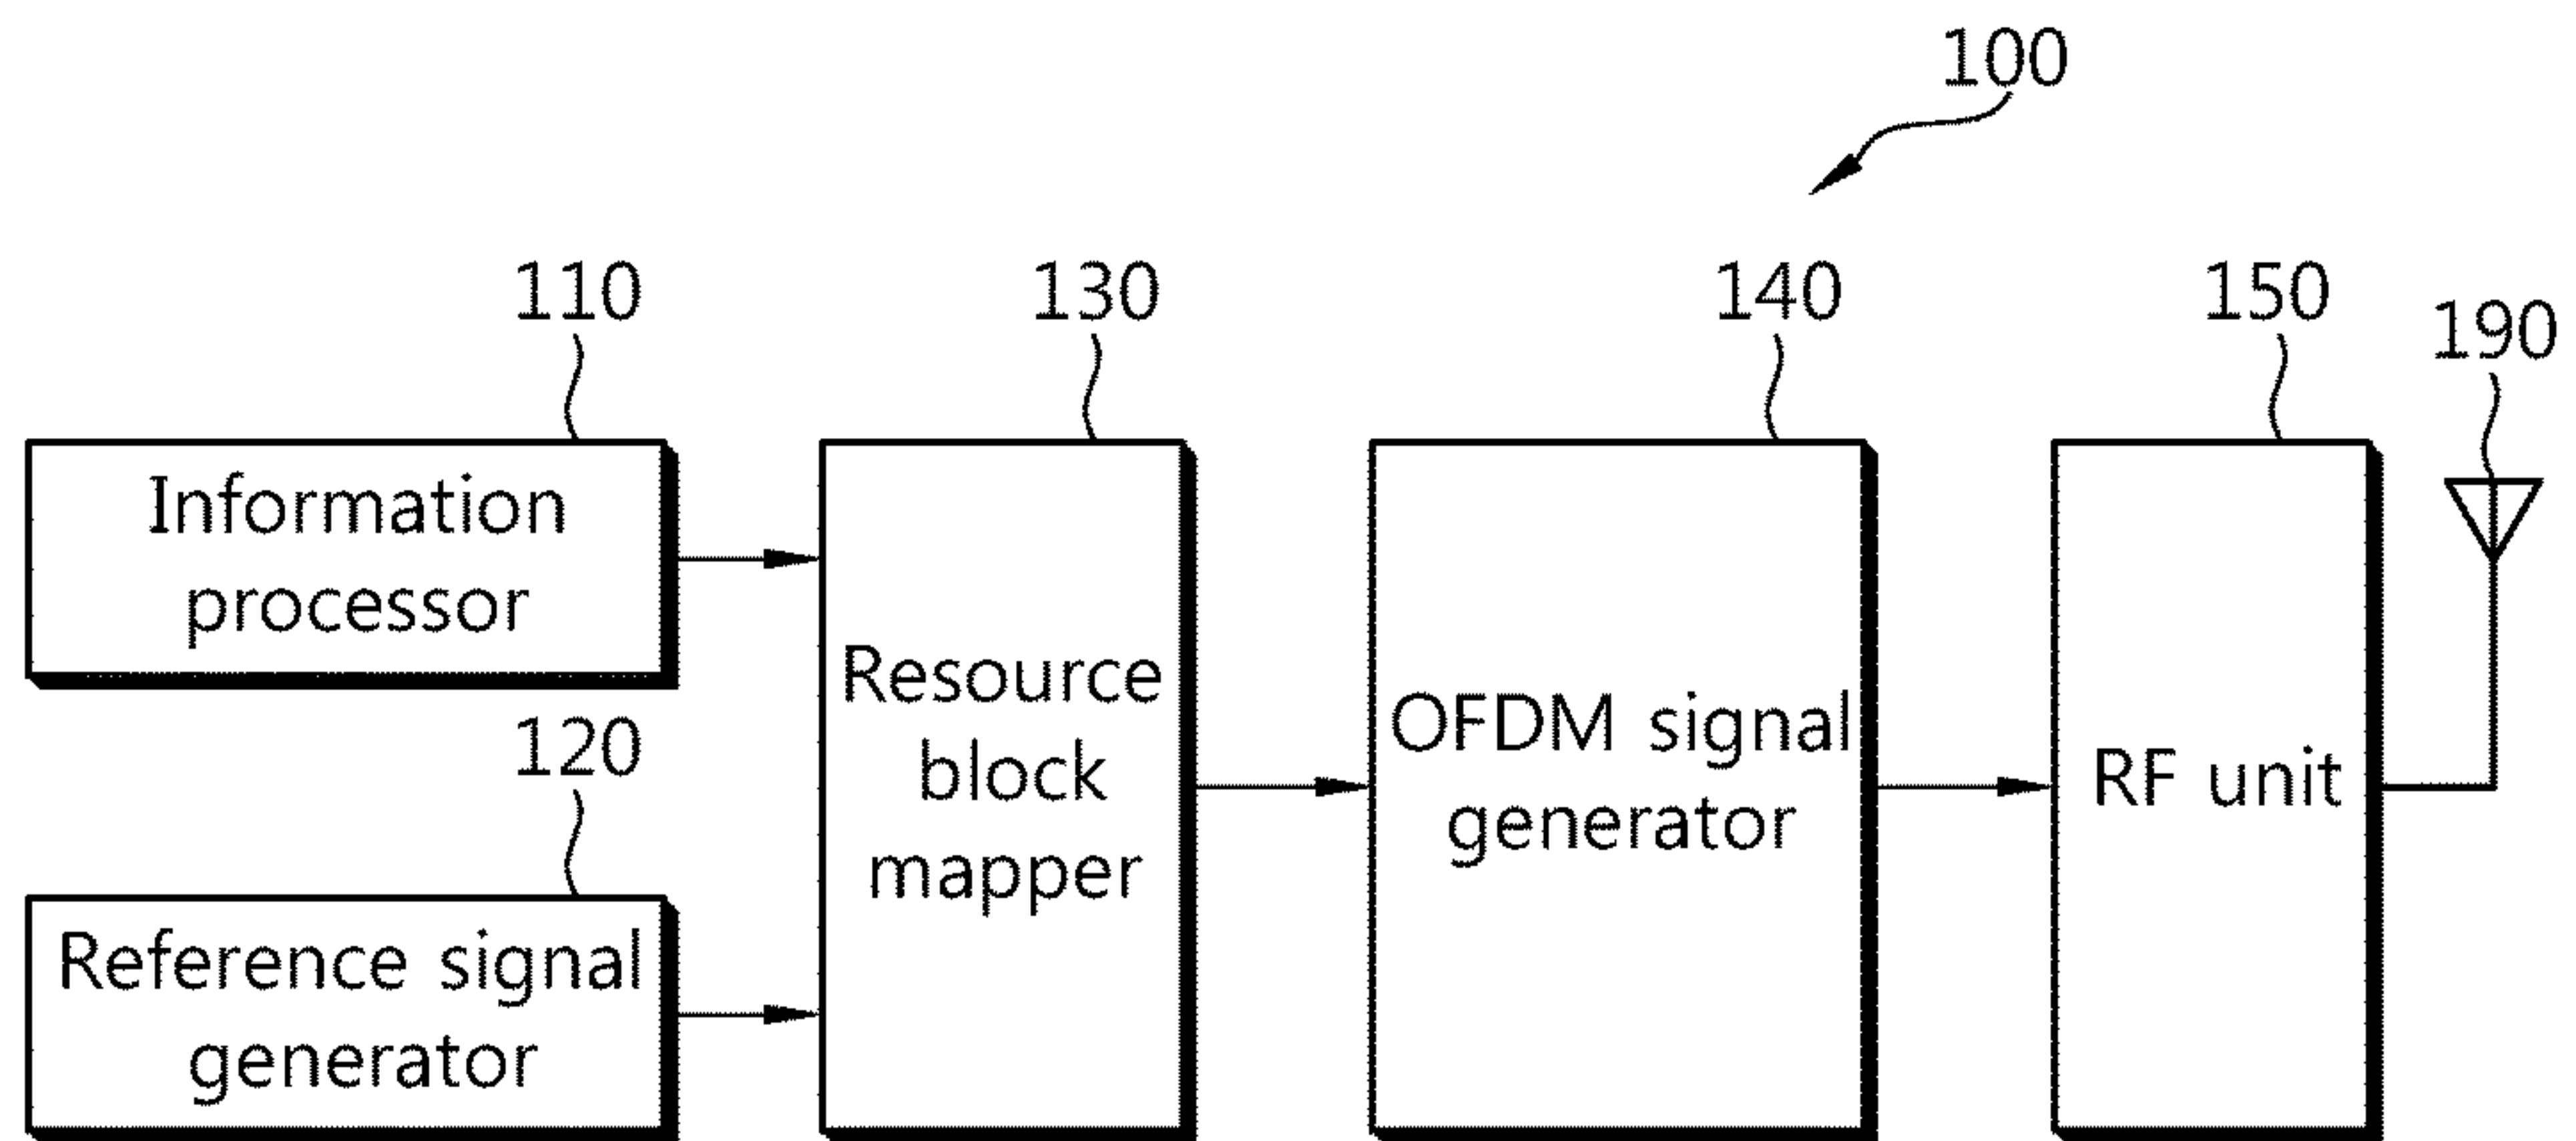 100
110
130
140
150
190
Information
processor
120
Resource
block
mapper
OFDM signal
generator
RF unit
Reference signal
generator